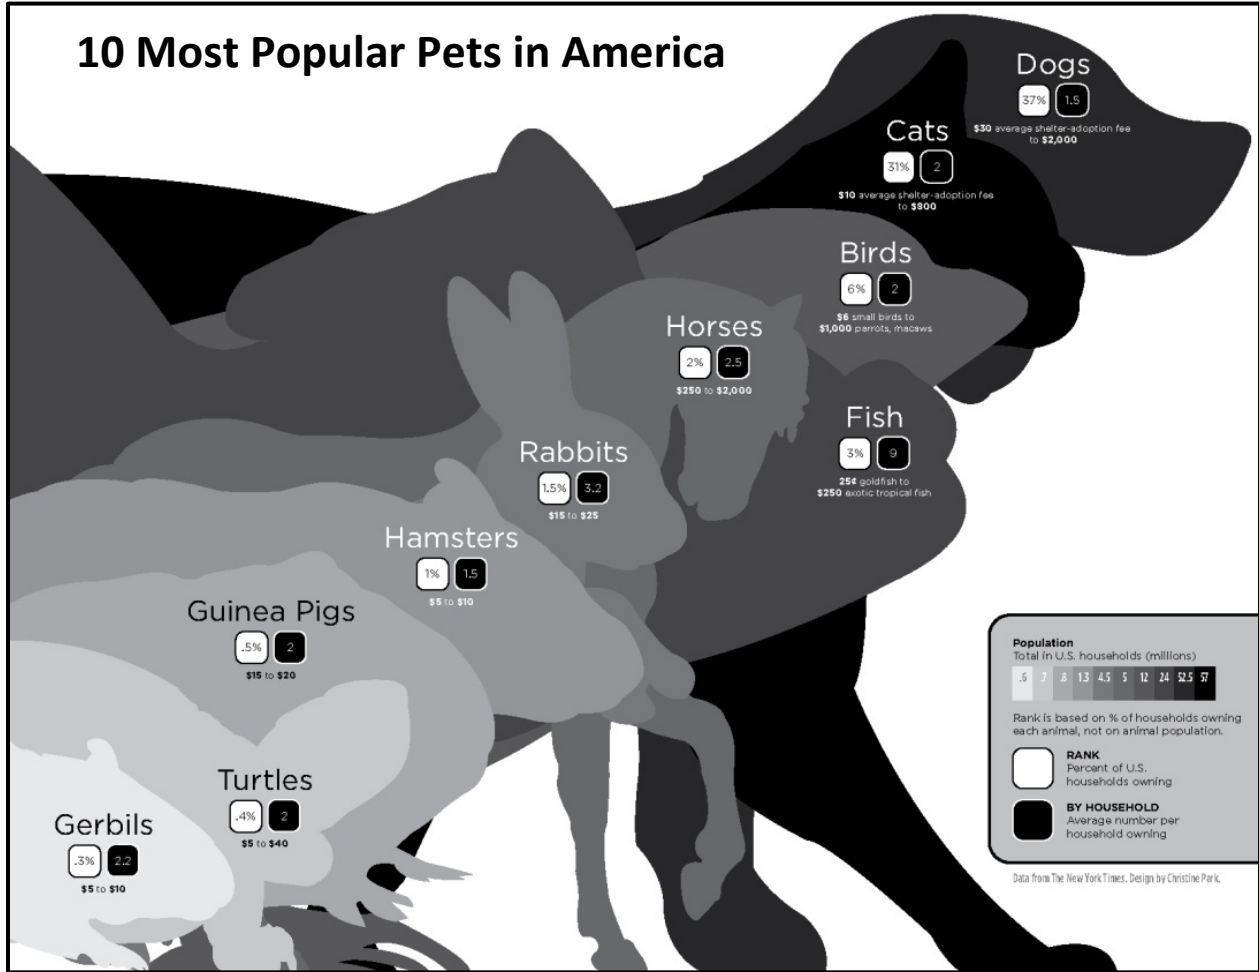 10 Most Popular Pets in America
Dogs
37% 1.5
$30 average shelter-adoption fee
to $2,000
Cats
31% 2
$10 average shelter-adoption fee
to $800
Birds
6% 2
$6 small birds to
$1,000 parrots, macaws
Horses
2% 2.5
$250 to $2,000
Fish
3% 9
25¢ goldfish to
$250 exotic tropical fish
Rabbits
1.5% 3.2
$15 to $25
Hamsters
1% 1.5
$5 to $10
Guinea Pigs
.5% 2
$15 to $20
Turtles
.4% 2
$5 to $40
Gerbils
.3% 2.2
$5 to $10
Population
Total in U.S. households (millions)
.6 .7 .8 1.3 4.5 5 12 24 52.5 57
Rank is based on % of households owning
each animal, not on animal population.
RANK
Percent of U.S.
households owning
BY HOUSEHOLD
Average number per
household owning
Data from The New York Times. Design by Christine Park.